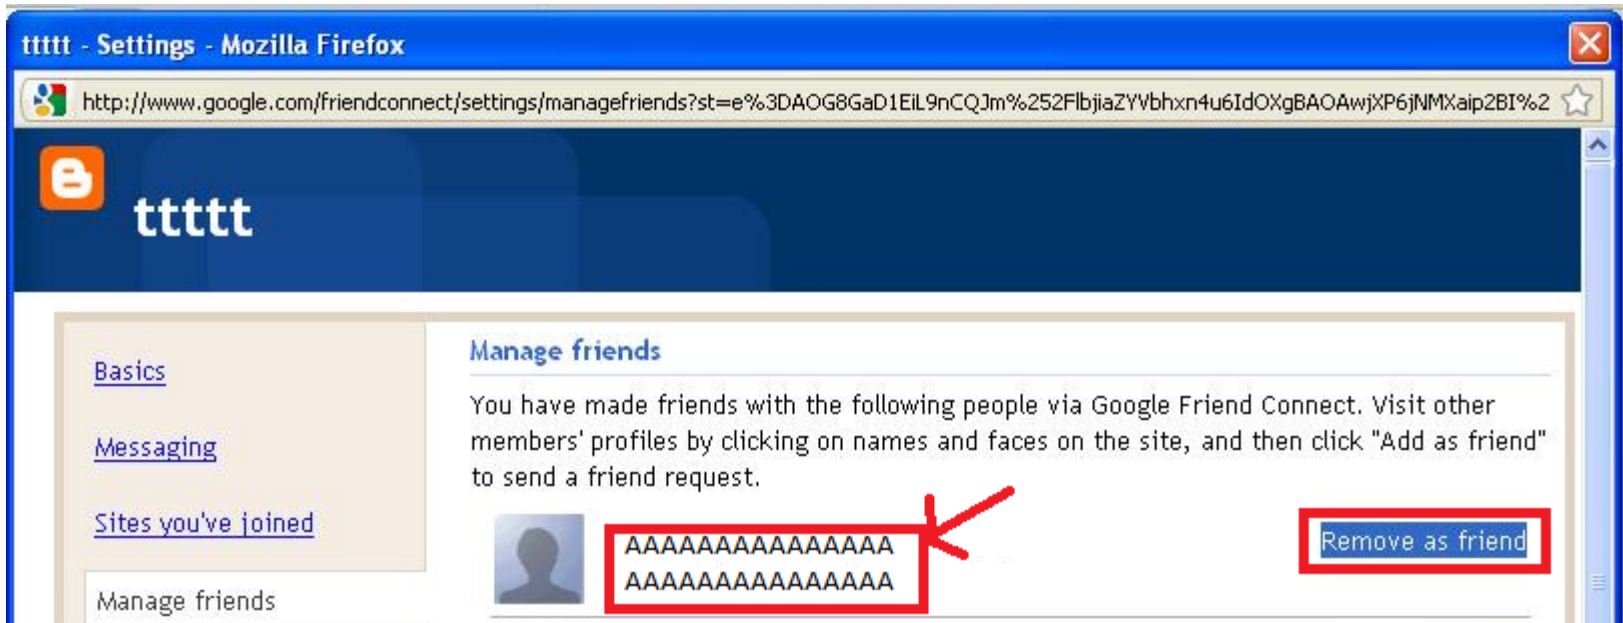 ttttt - Settings - Mozilla Firefox
http://www.google.com/friendconnect/settings/managefriends?st=e%3DAOG8GaD1EiL9nCQJm%252FlbjiaZYVbhxn4u6IdOXgBAOAwjXP6jNMXaip2BI%2
ttttt
Basics
Messaging
Sites you've joined
Manage friends
Manage friends
You have made friends with the following people via Google Friend Connect. Visit other
members' profiles by clicking on names and faces on the site, and then click "Add as friend"
to send a friend request.
AAAAAAAAAAAAAAA
AAAAAAAAAAAAAAA
Remove as friend